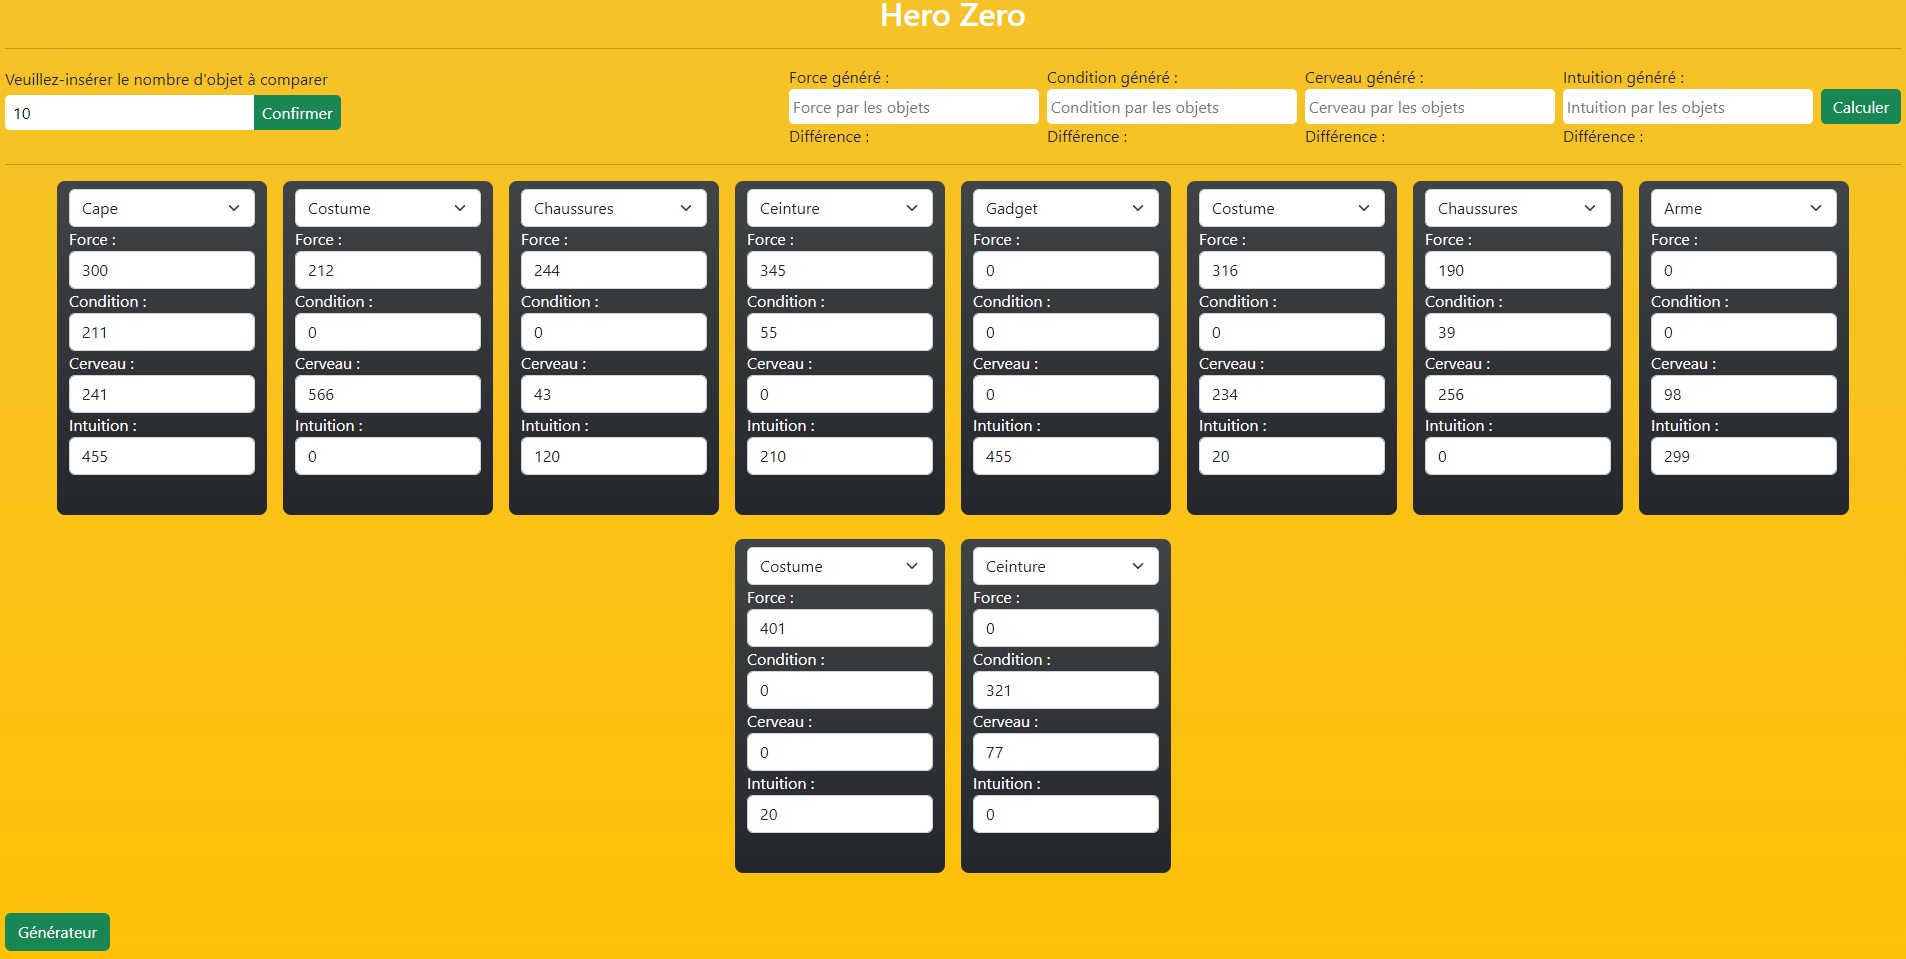 Hero Zero
Veuillez-insérer le nombre d'objet à comparer
10
Confirmer
Force généré :
Force par les objets
Différence :
Condition généré :
Condition par les objets
Différence :
Cerveau généré :
Cerveau par les objets
Différence :
Intuition généré :
Intuition par les objets
Différence :
Calculer
Cape
Force :
300
Condition :
211
Cerveau :
241
Intuition :
455
Costume
Force :
212
Condition :
0
Cerveau :
566
Intuition :
0
Chaussures
Force :
244
Condition :
0
Cerveau :
43
Intuition :
120
Ceinture
Force :
345
Condition :
55
Cerveau :
0
Intuition :
210
Gadget
Force :
0
Condition :
0
Cerveau :
0
Intuition :
455
Costume
Force :
316
Condition :
0
Cerveau :
234
Intuition :
20
Chaussures
Force :
190
Condition :
39
Cerveau :
256
Intuition :
0
Arme
Force :
0
Condition :
0
Cerveau :
98
Intuition :
299
Costume
Force :
401
Condition :
0
Cerveau :
0
Intuition :
20
Ceinture
Force :
0
Condition :
321
Cerveau :
77
Intuition :
0
Générateur